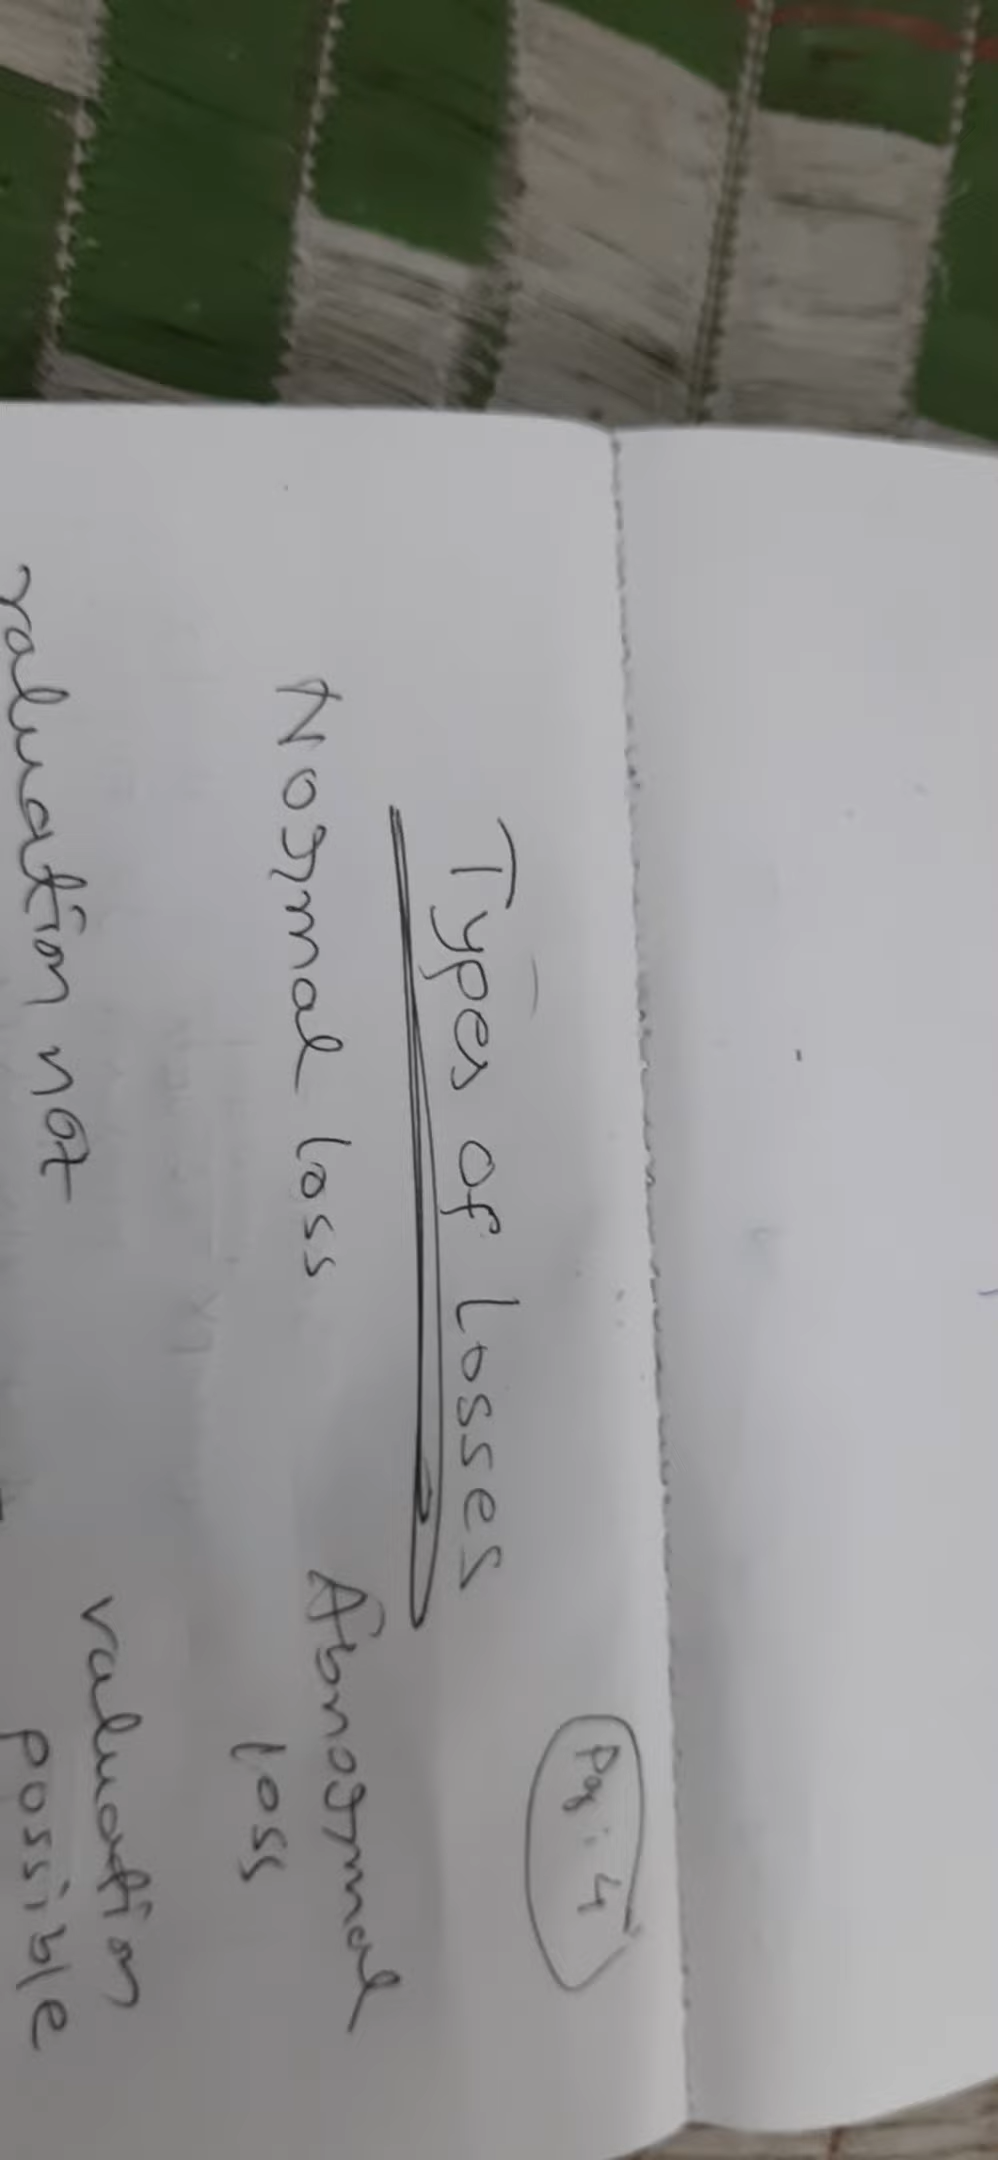 Pg: 4
Types of Losses
Normal loss
Abnormal
loss
valuation
valuation not
possible